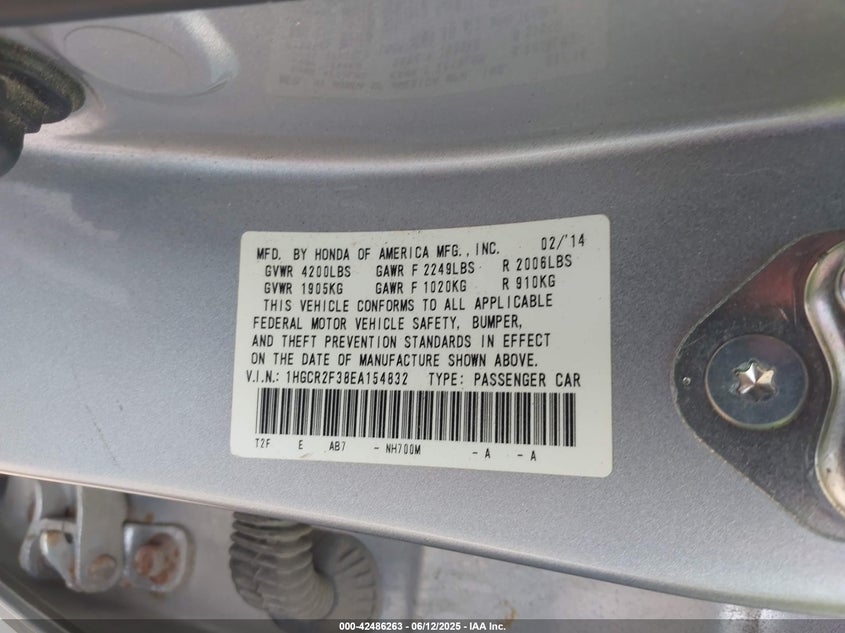 MFD. BY HONDA OF AMERICA MFG., INC. 02/'14
GVWR 4200LBS GAWR F 2249LBS R 2006LBS
GVWR 1905KG GAWR F 1020KG R 910KG
THIS VEHICLE CONFORMS TO ALL APPLICABLE
FEDERAL MOTOR VEHICLE SAFETY, BUMPER,
AND THEFT PREVENTION STANDARDS IN EFFECT
ON THE DATE OF MANUFACTURE SHOWN ABOVE.
V.I.N.: 1HGCR2F38EA154832 TYPE: PASSENGER CAR
T2F E AB7 - NH700M - A - A
000-42486263 - 06/12/2025 - IAA Inc.